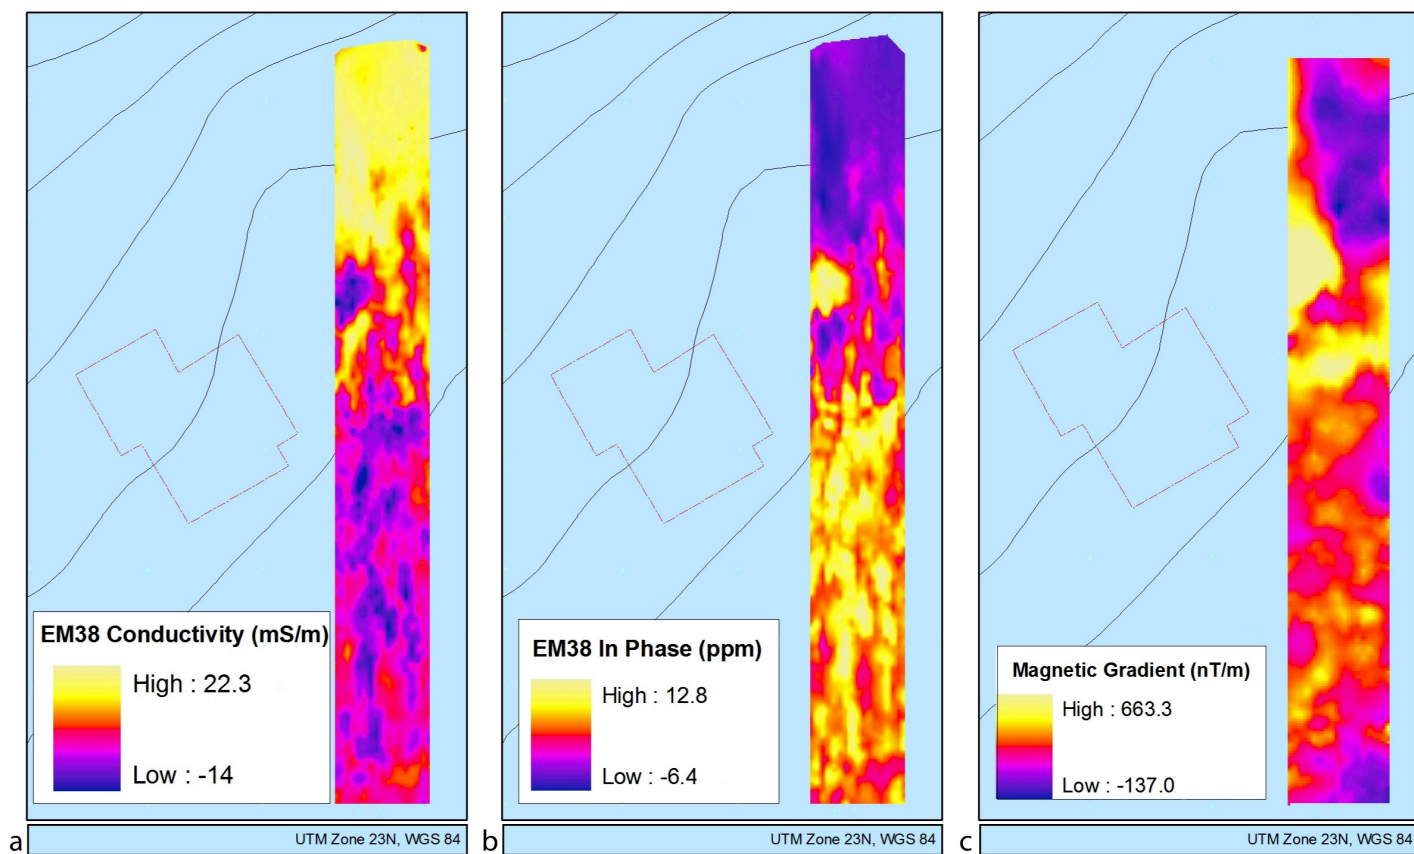 EM38 Conductivity (mS/m)
High : 22.3
Low : -14
a
UTM Zone 23N, WGS 84
EM38 In Phase (ppm)
High : 12.8
Low : -6.4
b
UTM Zone 23N, WGS 84
Magnetic Gradient (nT/m)
High : 663.3
Low : -137.0
c
UTM Zone 23N, WGS 84